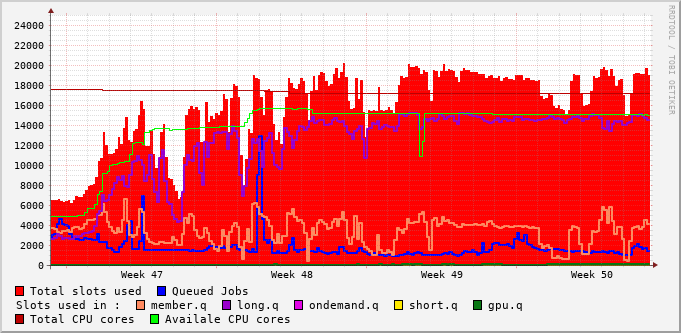 24000
22000
20000
18000
16000
14000
12000
10000
8000
6000
4000
2000
0
Week 47 Week 48 Week 49 Week 50
Total slots used Queued Jobs
Slots used in : member.q long.q ondemand.q short.q gpu.q
Total CPU cores Availale CPU cores
RRDTOOL / TOBI OETIKER